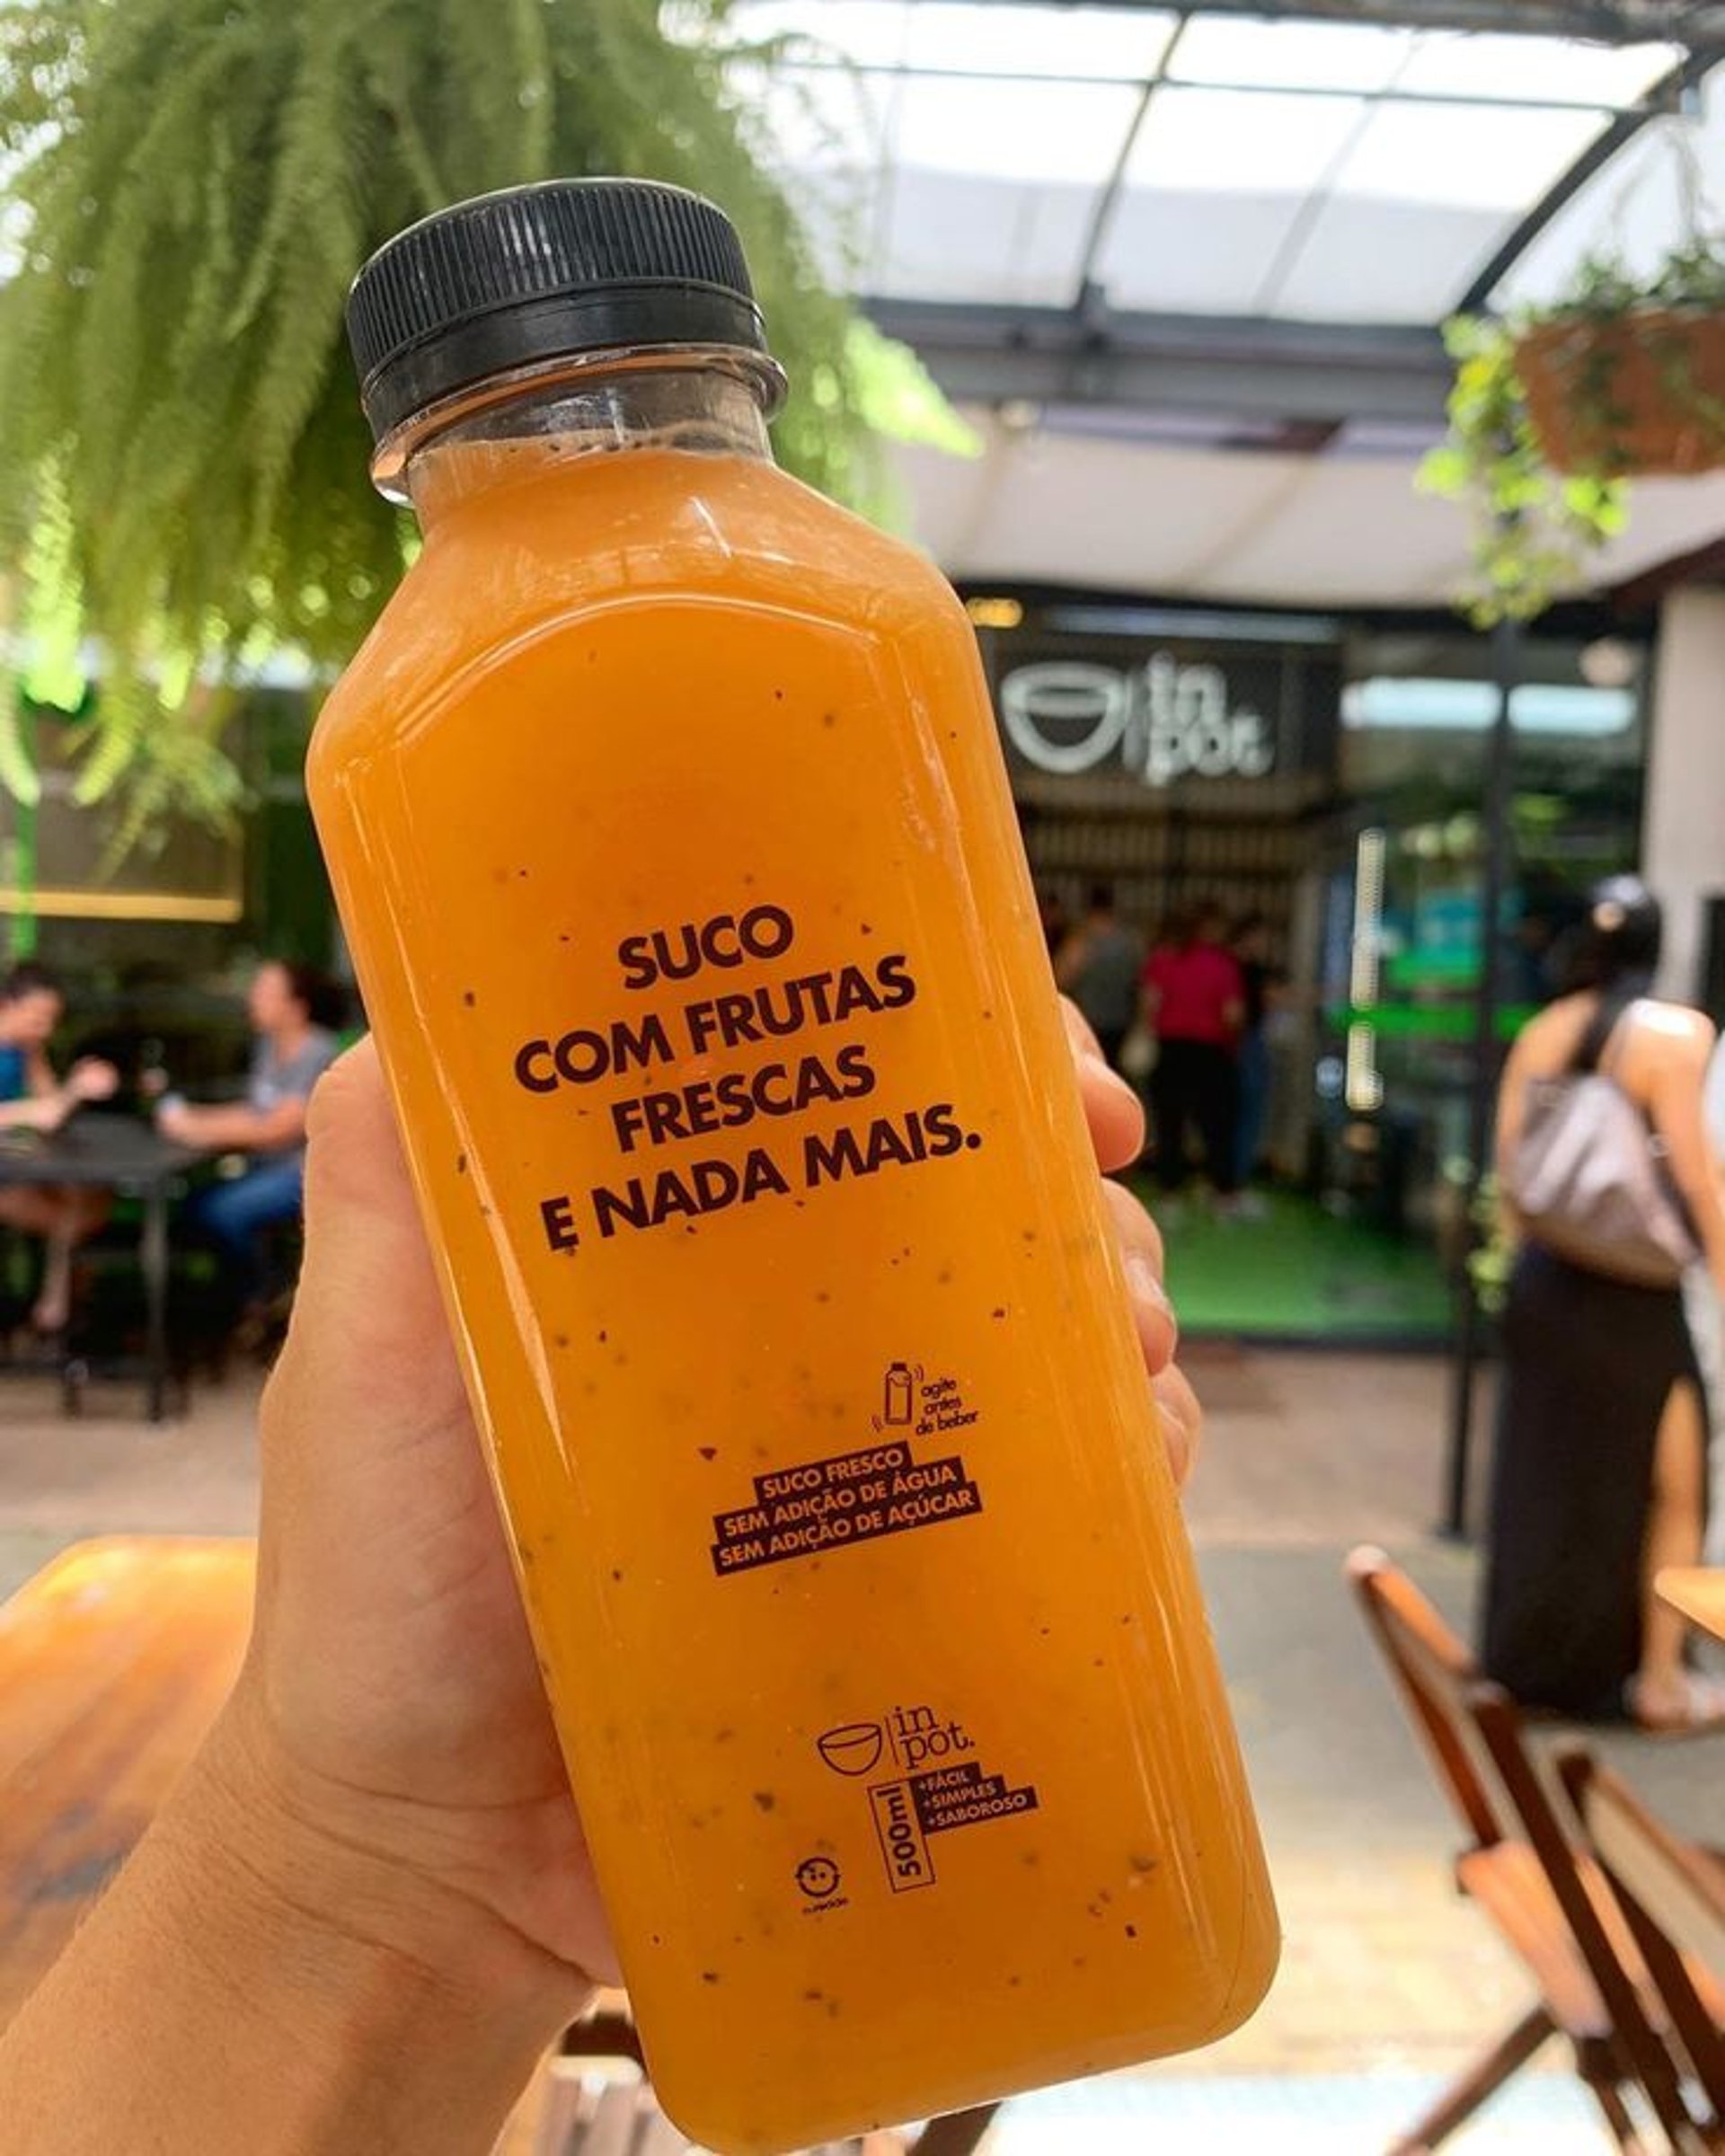 in
pot.
SUCO
COM FRUTAS
FRESCAS
E NADA MAIS.
agite
antes
de beber
SUCO FRESCO
SEM ADIÇÃO DE ÁGUA
SEM ADIÇÃO DE AÇÚCAR
in
pot.
500ml
+FÁCIL
+SIMPLES
+SABOROSO